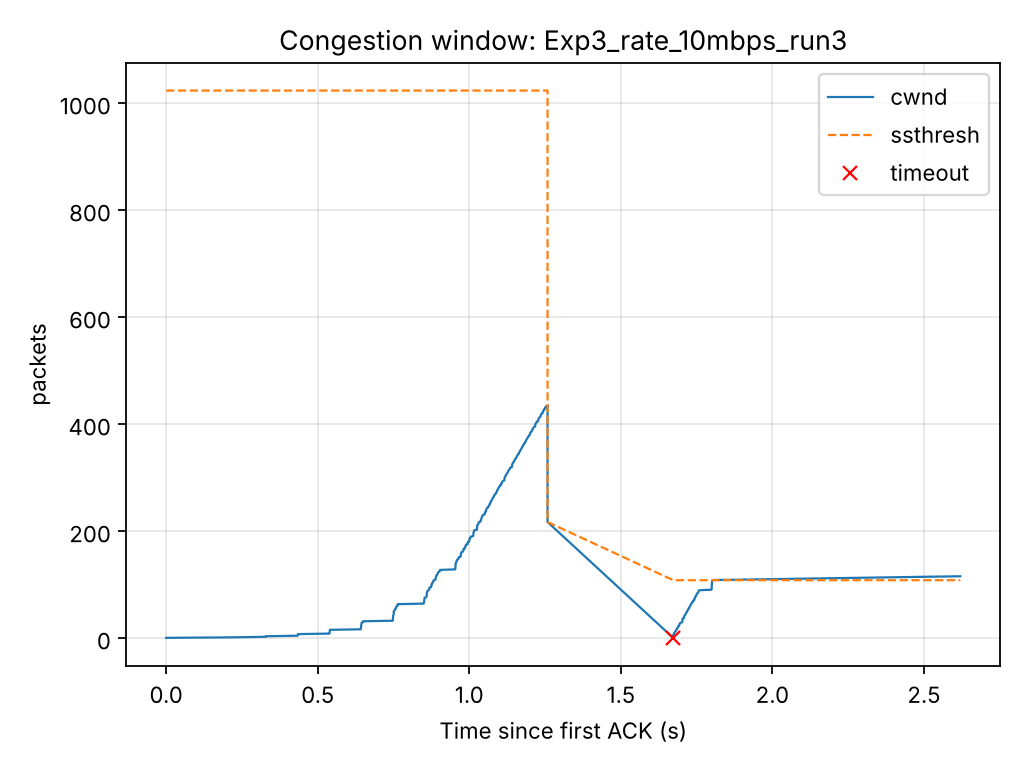 Congestion window: Exp3_rate_10mbps_run3
cwnd
ssthresh
timeout
packets
1000
800
600
400
200
0
0.0 0.5 1.0 1.5 2.0 2.5
Time since first ACK (s)